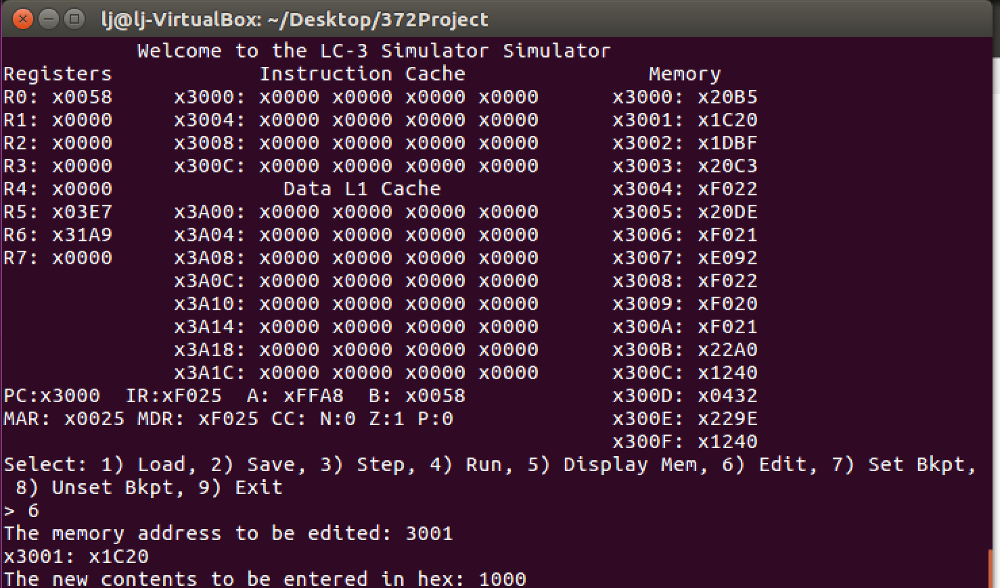 lj@lj-VirtualBox: ~/Desktop/372Project
Welcome to the LC-3 Simulator Simulator
Registers Instruction Cache Memory
R0: x0058 x3000: x0000 x0000 x0000 x0000 x3000: x20B5
R1: x0000 x3004: x0000 x0000 x0000 x0000 x3001: x1C20
R2: x0000 x3008: x0000 x0000 x0000 x0000 x3002: x1DBF
R3: x0000 x300C: x0000 x0000 x0000 x0000 x3003: x20C3
R4: x0000 Data L1 Cache x3004: xF022
R5: x03E7 x3A00: x0000 x0000 x0000 x0000 x3005: x20DE
R6: x31A9 x3A04: x0000 x0000 x0000 x0000 x3006: xF021
R7: x0000 x3A08: x0000 x0000 x0000 x0000 x3007: xE092
x3A0C: x0000 x0000 x0000 x0000 x3008: xF022
x3A10: x0000 x0000 x0000 x0000 x3009: xF020
x3A14: x0000 x0000 x0000 x0000 x300A: xF021
x3A18: x0000 x0000 x0000 x0000 x300B: x22A0
x3A1C: x0000 x0000 x0000 x0000 x300C: x1240
PC:x3000 IR:xF025 A: xFFA8 B: x0058 x300D: x0432
MAR: x0025 MDR: xF025 CC: N:0 Z:1 P:0 x300E: x229E
x300F: x1240
Select: 1) Load, 2) Save, 3) Step, 4) Run, 5) Display Mem, 6) Edit, 7) Set Bkpt,
8) Unset Bkpt, 9) Exit
> 6
The memory address to be edited: 3001
x3001: x1C20
The new contents to be entered in hex: 1000